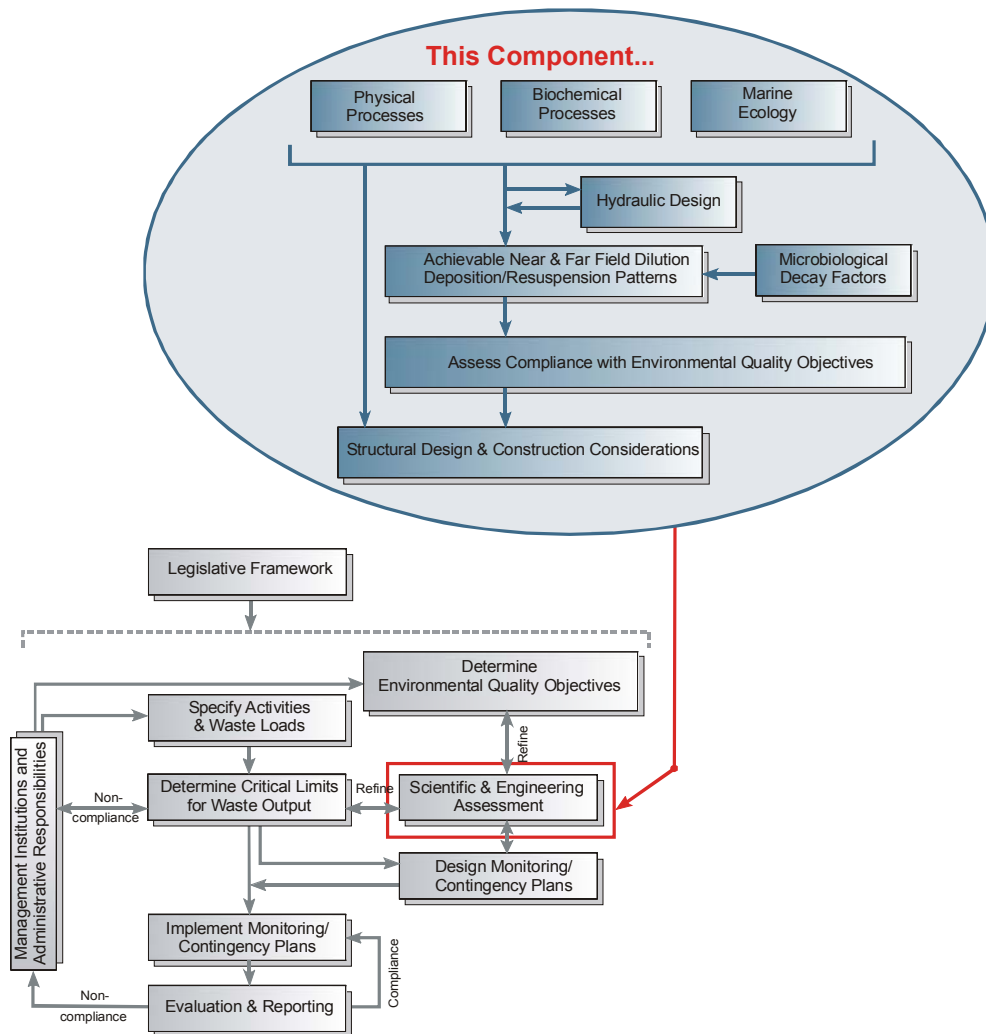 This Component...
Physical
Processes
Biochemical
Processes
Marine
Ecology
Hydraulic Design
Achievable Near & Far Field Dilution
Deposition/Resuspension Patterns
Microbiological
Decay Factors
Assess Compliance with Environmental Quality Objectives
Structural Design & Construction Considerations
Legislative Framework
Determine
Environmental Quality Objectives
Specify Activities
& Waste Loads
Refine
Management Institutions and
Administrative Responsibilities
Non-
compliance
Determine Critical Limits
for Waste Output
Refine
Scientific & Engineering
Assessment
Design Monitoring/
Contingency Plans
Implement Monitoring/
Contingency Plans
Compliance
Non-
compliance
Evaluation & Reporting